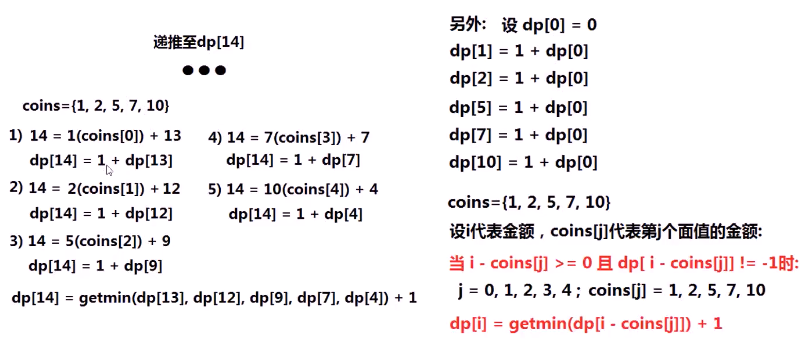 递推至dp[14]
●●●
coins={1, 2, 5, 7, 10}
1) 14 = 1(coins[0]) + 13
dp[14] = 1 + dp[13]
2) 14 = 2(coins[1]) + 12
dp[14] = 1 + dp[12]
3) 14 = 5(coins[2]) + 9
dp[14] = 1 + dp[9]
4) 14 = 7(coins[3]) + 7
dp[14] = 1 + dp[7]
5) 14 = 10(coins[4]) + 4
dp[14] = 1 + dp[4]
dp[14] = getmin(dp[13], dp[12], dp[9], dp[7], dp[4]) + 1
另外: 设 dp[0] = 0
dp[1] = 1 + dp[0]
dp[2] = 1 + dp[0]
dp[5] = 1 + dp[0]
dp[7] = 1 + dp[0]
dp[10] = 1 + dp[0]
coins={1, 2, 5, 7, 10}
设i代表金额，coins[j]代表第j个面值的金额:
当 i - coins[j] >= 0 且 dp[ i - coins[j]] != -1时:
j = 0, 1, 2, 3, 4 ; coins[j] = 1, 2, 5, 7, 10
dp[i] = getmin(dp[i - coins[j]]) + 1